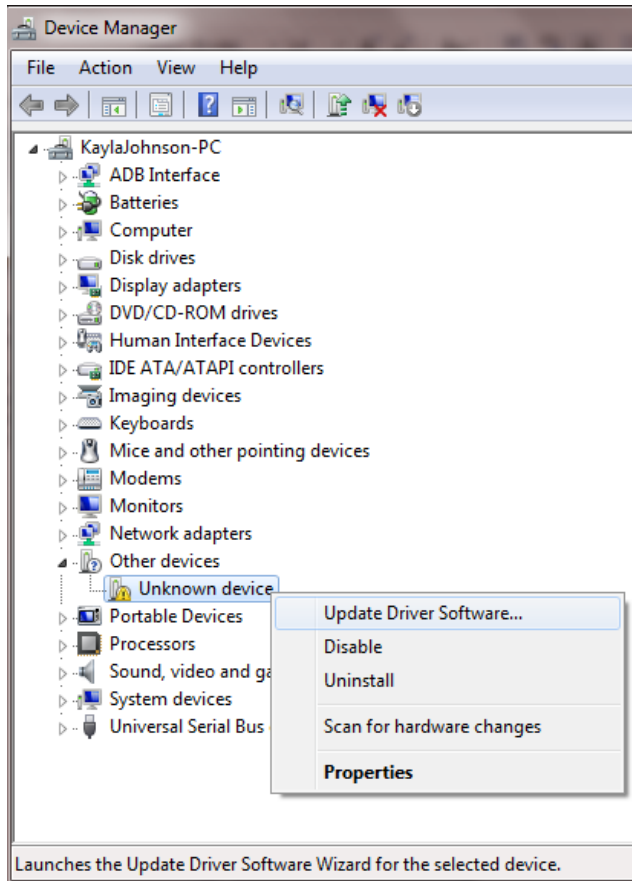 Device Manager
File Action View Help
KaylaJohnson-PC
ADB Interface
Batteries
Computer
Disk drives
Display adapters
DVD/CD-ROM drives
Human Interface Devices
IDE ATA/ATAPI controllers
Imaging devices
Keyboards
Mice and other pointing devices
Modems
Monitors
Network adapters
Other devices
Unknown device
Portable Devices
Processors
Sound, video and ga
System devices
Universal Serial Bus
Update Driver Software...
Disable
Uninstall
Scan for hardware changes
Properties
Launches the Update Driver Software Wizard for the selected device.